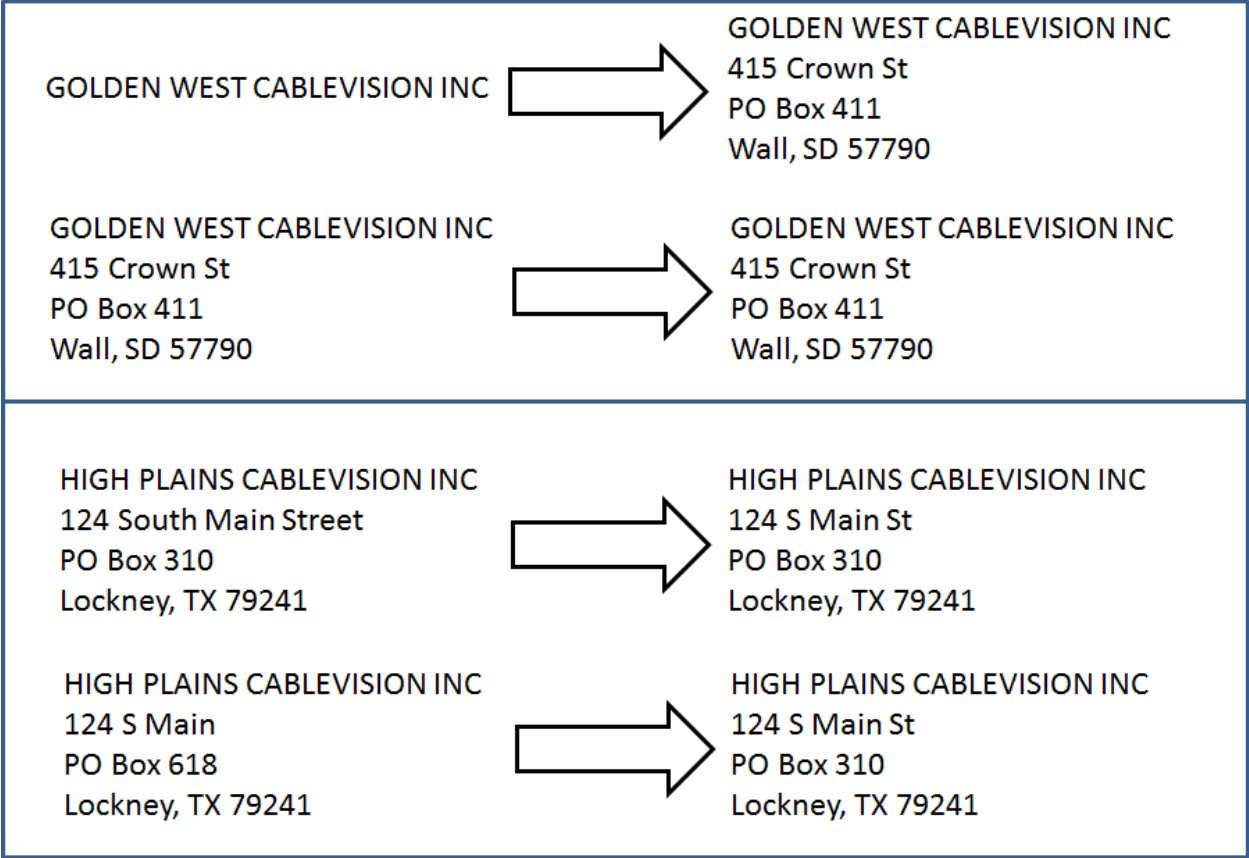 GOLDEN WEST CABLEVISION INC
GOLDEN WEST CABLEVISION INC
415 Crown St
PO Box 411
Wall, SD 57790
GOLDEN WEST CABLEVISION INC
415 Crown St
PO Box 411
Wall, SD 57790
GOLDEN WEST CABLEVISION INC
415 Crown St
PO Box 411
Wall, SD 57790
HIGH PLAINS CABLEVISION INC
124 South Main Street
PO Box 310
Lockney, TX 79241
HIGH PLAINS CABLEVISION INC
124 S Main St
PO Box 310
Lockney, TX 79241
HIGH PLAINS CABLEVISION INC
124 S Main
PO Box 618
Lockney, TX 79241
HIGH PLAINS CABLEVISION INC
124 S Main St
PO Box 310
Lockney, TX 79241